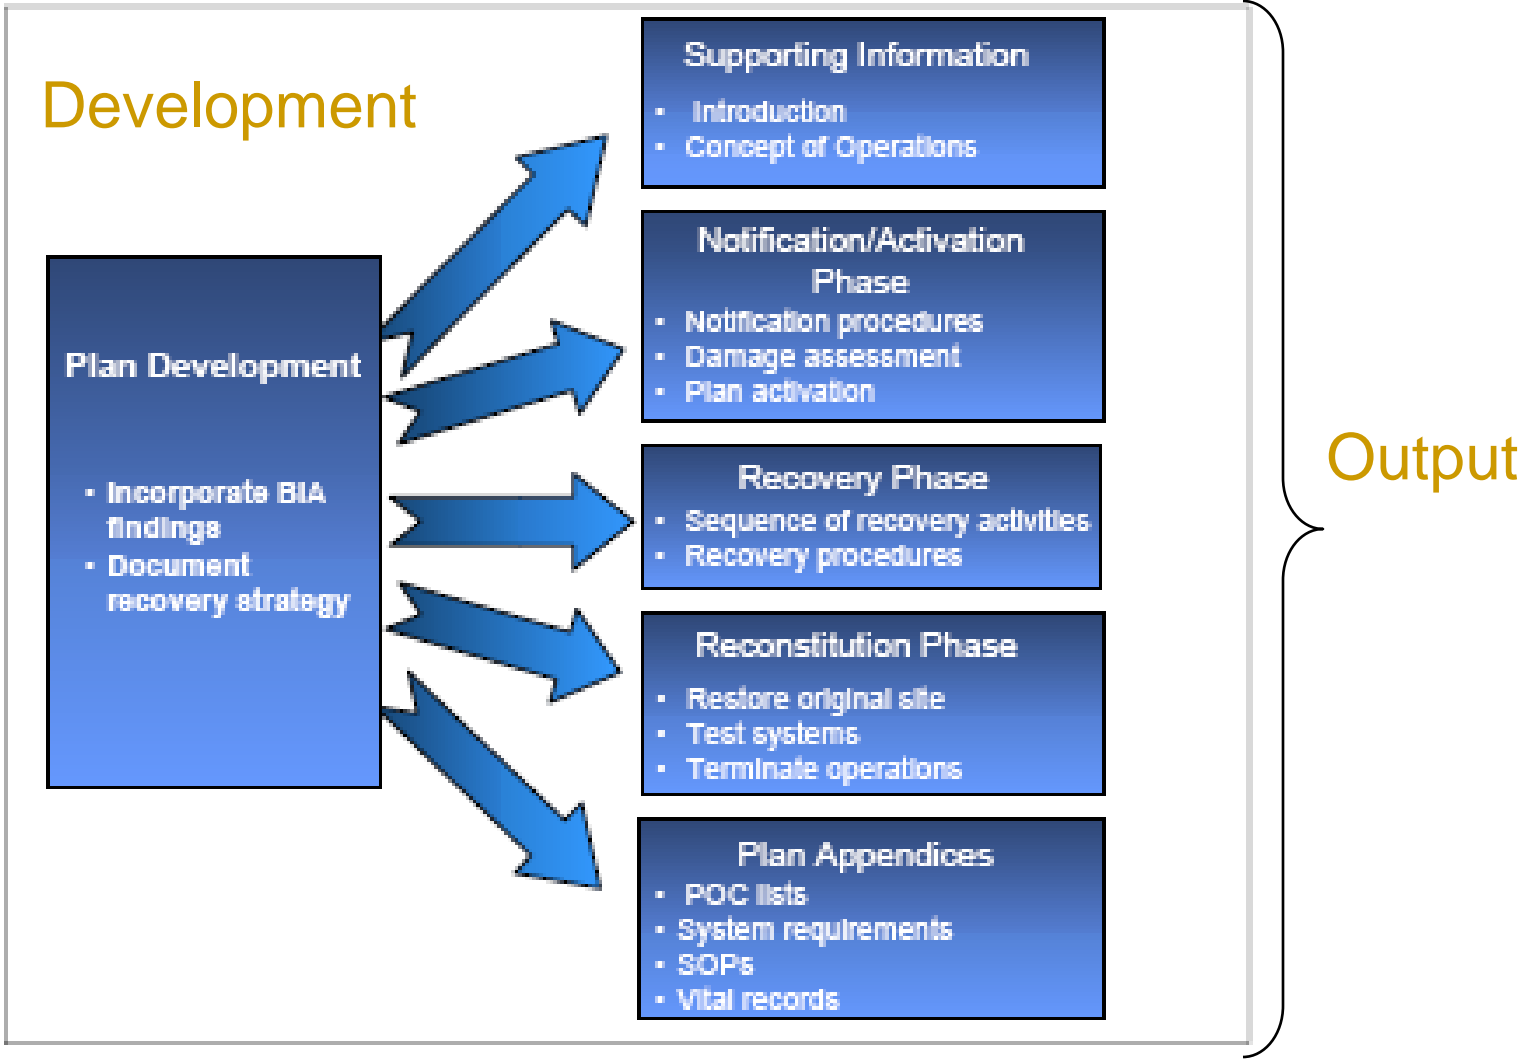 Development
Plan Development
▪ Incorporate BIA
findings
▪ Document
recovery strategy
Supporting Information
▪ Introduction
▪ Concept of Operations
Notification/Activation
Phase
▪ Notification procedures
▪ Damage assessment
▪ Plan activation
Recovery Phase
▪ Sequence of recovery activities
▪ Recovery procedures
Reconstitution Phase
▪ Restore original site
▪ Test systems
▪ Terminate operations
Plan Appendices
▪ POC lists
▪ System requirements
▪ SOPs
▪ Vital records
Output